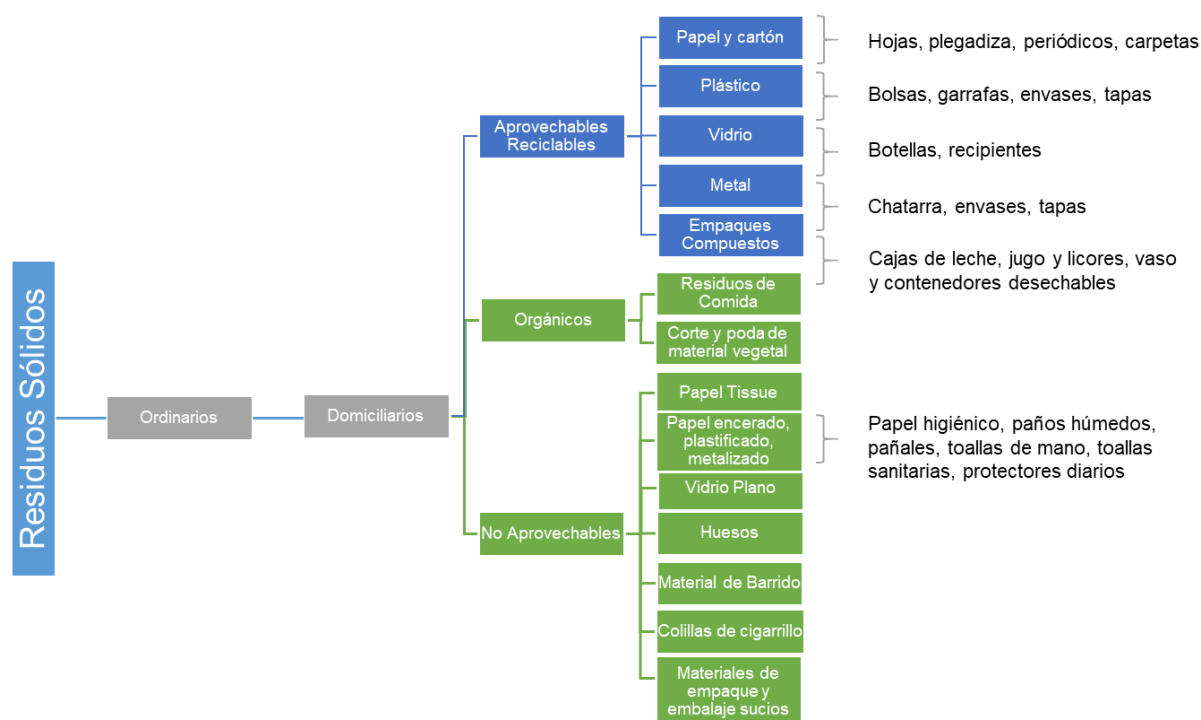 Residuos Sólidos
Ordinarios
Domiciliarios
Aprovechables
Reciclables
Papel y cartón
Hojas, plegadiza, periódicos, carpetas
Plástico
Bolsas, garrafas, envases, tapas
Vidrio
Botellas, recipientes
Metal
Chatarra, envases, tapas
Empaques
Compuestos
Cajas de leche, jugo y licores, vaso
y contenedores desechables
Orgánicos
Residuos de
Comida
Corte y poda de
material vegetal
No Aprovechables
Papel Tissue
Papel encerado,
plastificado,
metalizado
Papel higiénico, paños húmedos,
pañales, toallas de mano, toallas
sanitarias, protectores diarios
Vidrio Plano
Huesos
Material de Barrido
Colillas de cigarrillo
Materiales de
empaque y
embalaje sucios